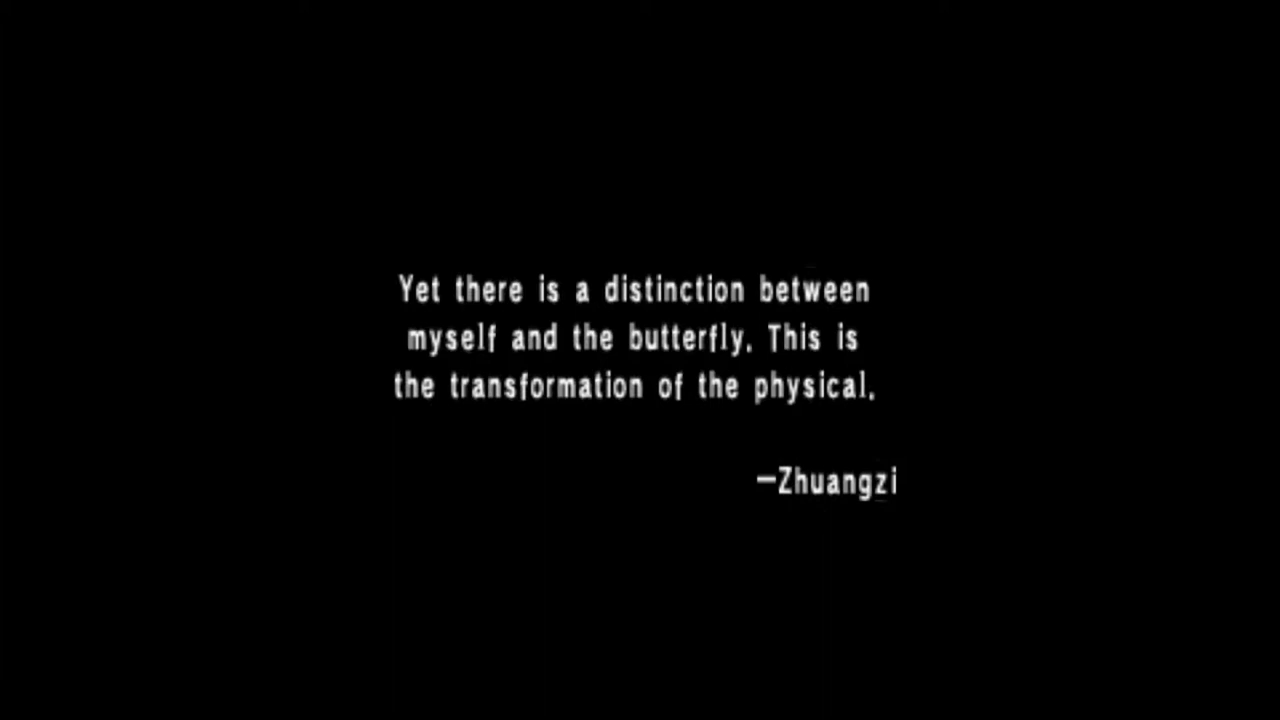 Yet there is a distinction between
myself and the butterfly. This is
the transformation of the physical.
—Zhuangzi